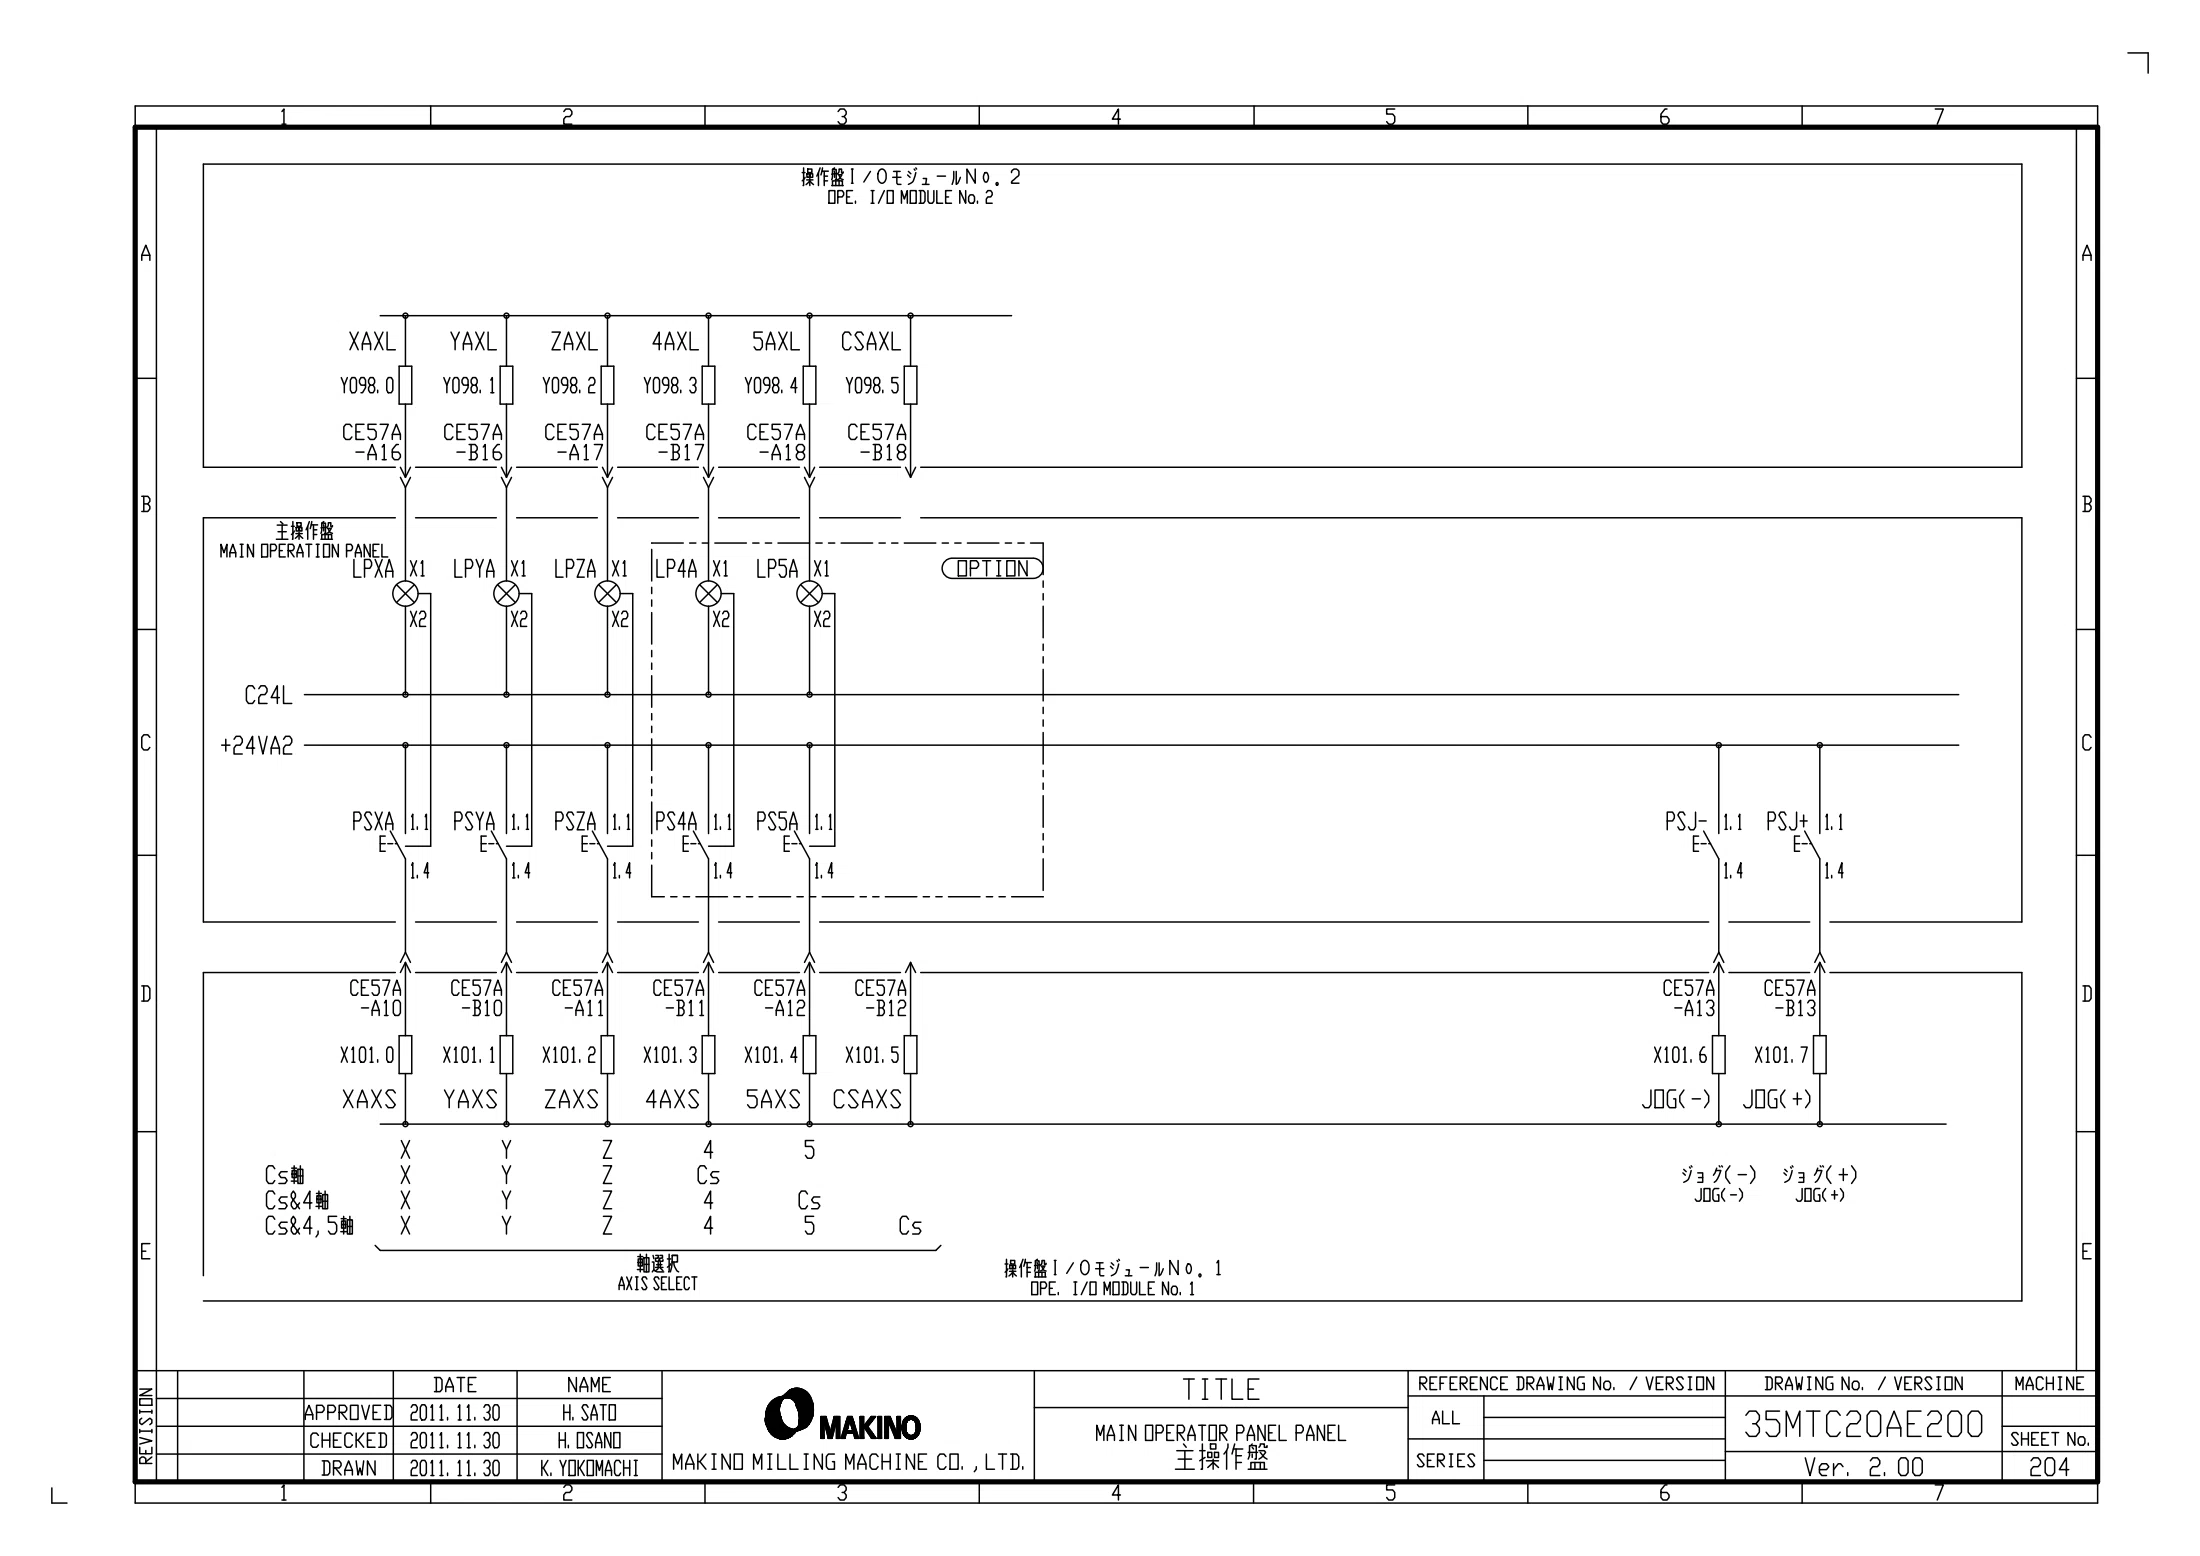 1 2 3 4 5 6 7
操作盤I/OモジュールNo. 2
OPE. I/O MODULE No. 2
A A
XAXL YAXL ZAXL 4AXL 5AXL CSAXL
Y098.0 Y098.1 Y098.2 Y098.3 Y098.4 Y098.5
CE57A CE57A CE57A CE57A CE57A CE57A
-A16 -B16 -A17 -B17 -A18 -B18
B B
主操作盤
MAIN OPERATION PANEL
LPXA X1 LPYA X1 LPZA X1 LP4A X1 LP5A X1 OPTION
X2 X2 X2 X2 X2
C24L
C C
+24VA2
PSXA 1.1 PSYA 1.1 PSZA 1.1 PS4A 1.1 PS5A 1.1 PSJ- 1.1 PSJ+ 1.1
E E E E E E E
1.4 1.4 1.4 1.4 1.4 1.4 1.4
D D
CE57A CE57A CE57A CE57A CE57A CE57A CE57A CE57A
-A10 -B10 -A11 -B11 -A12 -B12 -A13 -B13
X101.0 X101.1 X101.2 X101.3 X101.4 X101.5 X101.6 X101.7
XAXS YAXS ZAXS 4AXS 5AXS CSAXS JOG(-) JOG(+)
X Y Z 4 5
Cs軸 X Y Z Cs ジョグ(-) ジョグ(+)
Cs&4軸 X Y Z 4 Cs JOG(-) JOG(+)
Cs&4,5軸 X Y Z 4 5 Cs
E E
軸選択
AXIS SELECT
操作盤I/OモジュールNo. 1
OPE. I/O MODULE No. 1
REVISION
DATE NAME
APPROVED 2011.11.30 H. SATO
CHECKED 2011.11.30 H. OSANO
DRAWN 2011.11.30 K. YOKOMACHI
MAKINO
MAKINO MILLING MACHINE CO., LTD.
TITLE
MAIN OPERATOR PANEL PANEL
主操作盤
REFERENCE DRAWING No. / VERSION
ALL
SERIES
DRAWING No. / VERSION
35MTC20AE200
Ver. 2.00
MACHINE
SHEET No.
204
1 2 3 4 5 6 7